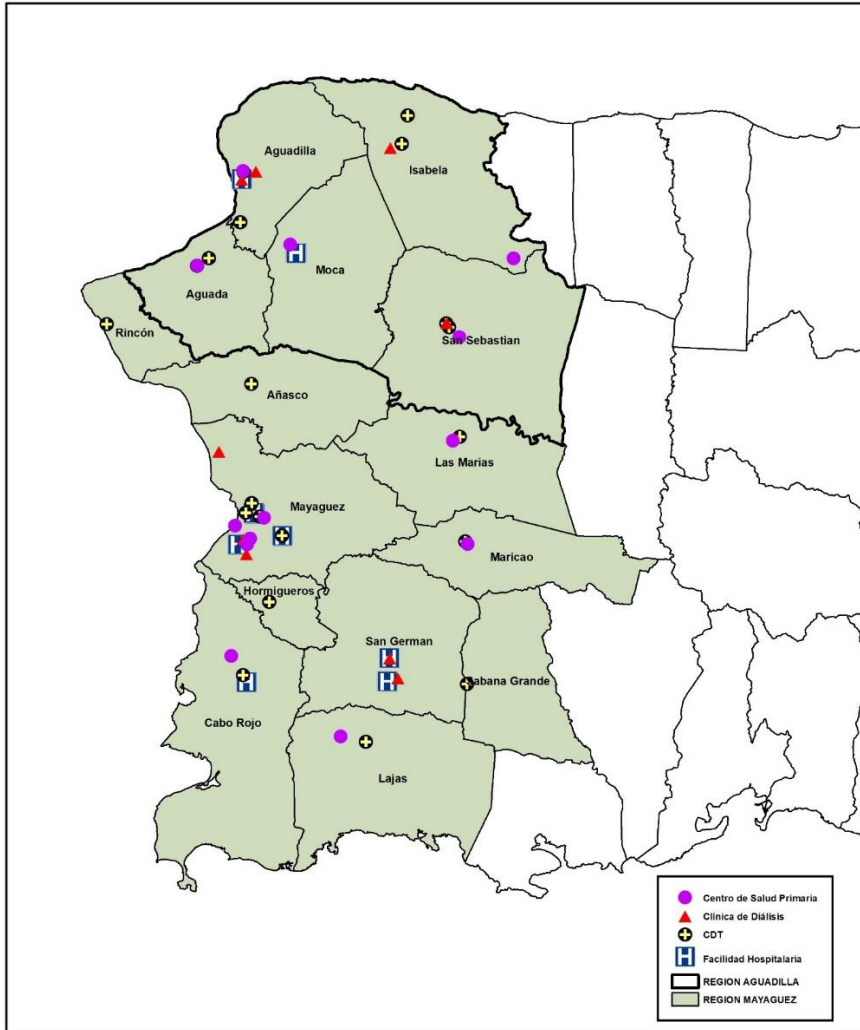 Aguadilla
Isabela
Moca
Aguada
Rincón
San Sebastian
Añasco
Las Marias
Mayaguez
Maricao
Hormigueros
San German
Sabana Grande
Cabo Rojo
Lajas
Centro de Salud Primaria
Clínica de Diálisis
CDT
H Facilidad Hospitalaria
REGION AGUADILLA
REGION MAYAGUEZ